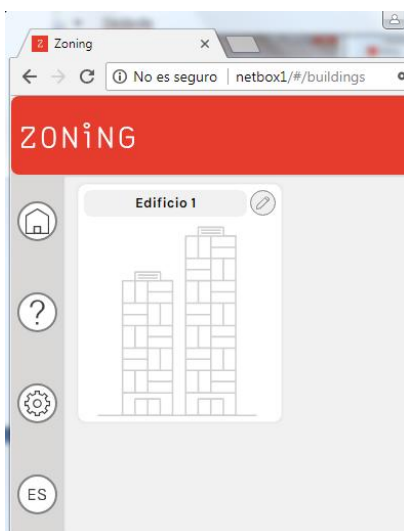 Zoning
No es seguro | netbox1/#/buildings
ZONiNG
Edificio 1
?
ES